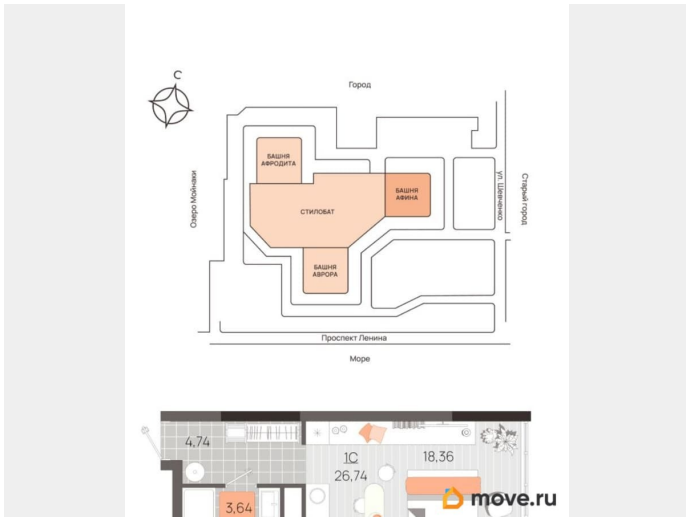 С
Город
БАШНЯ
АФРОДИТА
СТИЛОБАТ
БАШНЯ
АФИНА
БАШНЯ
АВРОРА
Озеро Мойнаки
ул. Шевченко
Старый город
Проспект Ленина
Море
4,74
1С
26,74
18,36
3,64
move.ru